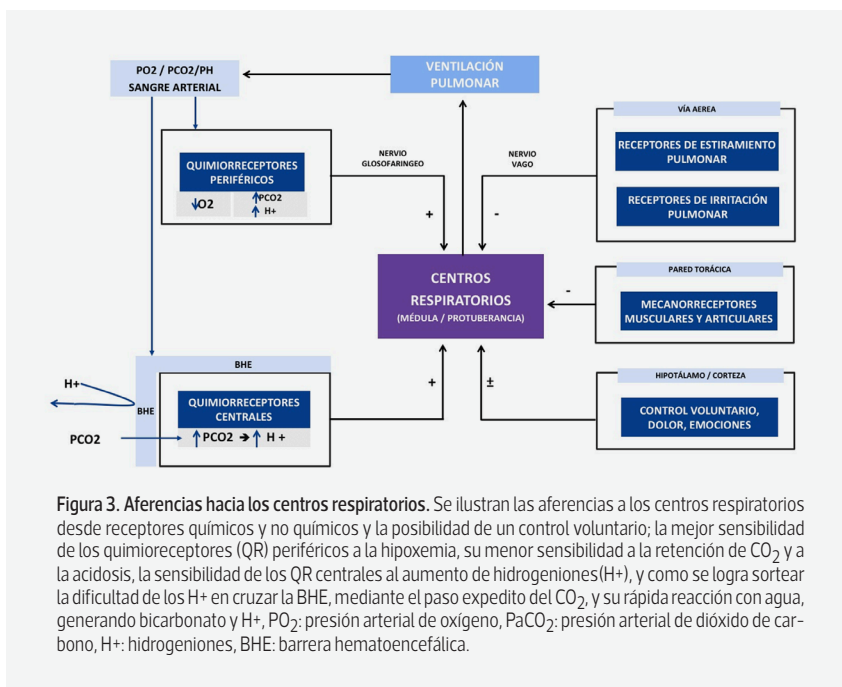 PO2 / PCO2/PH
SANGRE ARTERIAL
VENTILACIÓN
PULMONAR
VÍA AEREA
RECEPTORES DE ESTIRAMIENTO
PULMONAR
RECEPTORES DE IRRITACIÓN
PULMONAR
NERVIO
GLOSOFARINGEO
NERVIO
VAGO
QUIMIORRECEPTORES
PERIFÉRICOS
↓O2
↑PCO2
↑ H+
+
-
CENTROS
RESPIRATORIOS
(MÉDULA / PROTUBERANCIA)
-
PARED TORÁCICA
MECANORRECEPTORES
MUSCULARES Y ARTICULARES
BHE
H+
BHE
PCO2
QUIMIORRECEPTORES
CENTRALES
↑PCO2 → ↑ H +
+
±
HIPOTÁLAMO / CORTEZA
CONTROL VOLUNTARIO,
DOLOR, EMOCIONES
Figura 3. Aferencias hacia los centros respiratorios. Se ilustran las aferencias a los centros respiratorios
desde receptores químicos y no químicos y la posibilidad de un control voluntario; la mejor sensibilidad
de los quimioreceptores (QR) periféricos a la hipoxemia, su menor sensibilidad a la retención de CO2 y a
la acidosis, la sensibilidad de los QR centrales al aumento de hidrogeniones(H+), y como se logra sortear
la dificultad de los H+ en cruzar la BHE, mediante el paso expedito del CO2, y su rápida reacción con agua,
generando bicarbonato y H+, PO2: presión arterial de oxígeno, PaCO2: presión arterial de dióxido de car-
bono, H+: hidrogeniones, BHE: barrera hematoencefálica.